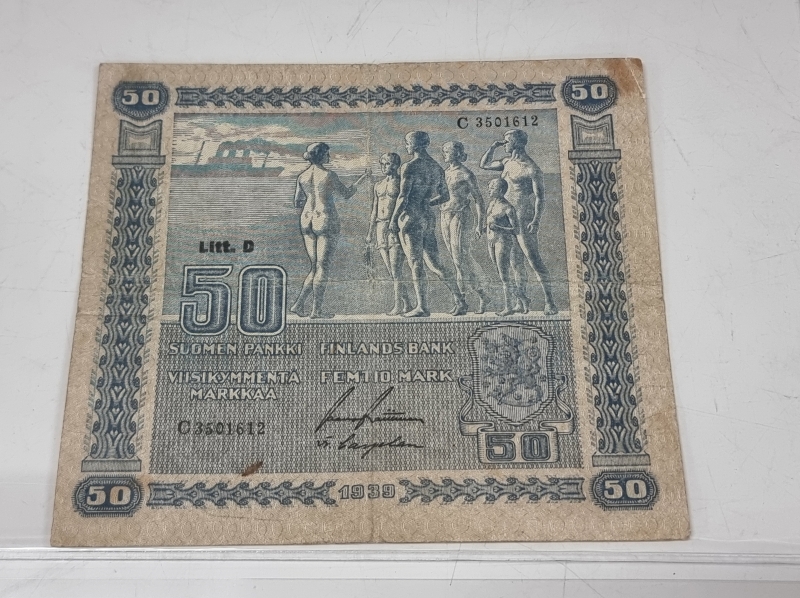 50 50
C 3501612
Litt. D
50
SUOMEN PANKKI FINLANDS BANK
VIISIKYMMENTÄ FEMTIO MARK
MARKKAA
C 3501612
50
50 1939 50